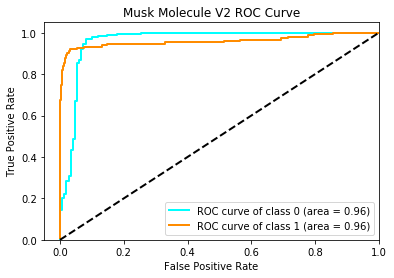 Musk Molecule V2 ROC Curve
True Positive Rate
1.0
0.8
0.6
0.4
0.2
0.0
ROC curve of class 0 (area = 0.96)
ROC curve of class 1 (area = 0.96)
0.0 0.2 0.4 0.6 0.8 1.0
False Positive Rate